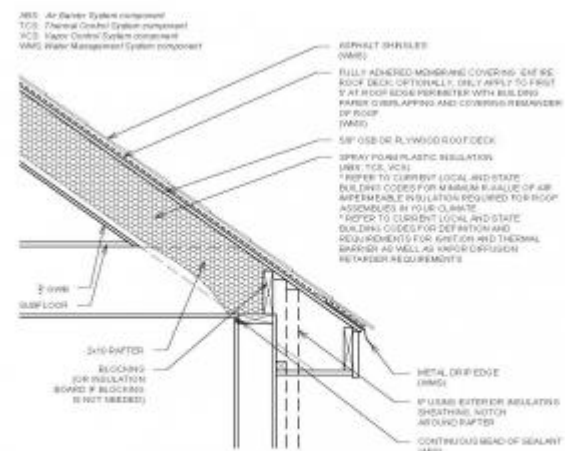 ABS: Air Barrier System component
TCS: Thermal Control System component
VCS: Vapor Control System component
WMS: Water Management System component
ASPHALT SHINGLES
(WMS)
FULLY ADHERED MEMBRANE COVERING ENTIRE
ROOF DECK; OPTIONALLY, ONLY APPLY TO FIRST
5' AT ROOF EDGE PERIMETER WITH BUILDING
PAPER OVERLAPPING AND COVERING REMAINDER
OF ROOF
(WMS)
5/8" OSB OR PLYWOOD ROOF DECK
SPRAY FOAM PLASTIC INSULATION
(ABS, TCS, VCS)
* REFER TO CURRENT LOCAL AND STATE
BUILDING CODES FOR MINIMUM R-VALUE OF AIR
IMPERMEABLE INSULATION REQUIRED FOR ROOF
ASSEMBLIES IN YOUR CLIMATE
* REFER TO CURRENT LOCAL AND STATE
BUILDING CODES FOR DEFINITION AND
REQUIREMENTS FOR IGNITION AND THERMAL
BARRIER AS WELL AS VAPOR DIFFUSION
RETARDER REQUIREMENTS
GWB
SUBFLOOR
2x10 RAFTER
BLOCKING
(OR INSULATION
BOARD IF BLOCKING
IS NOT NEEDED)
METAL DRIP EDGE
(WMS)
IF USING EXTERIOR INSULATING
SHEATHING, NOTCH
AROUND RAFTER
CONTINUOUS BEAD OF SEALANT